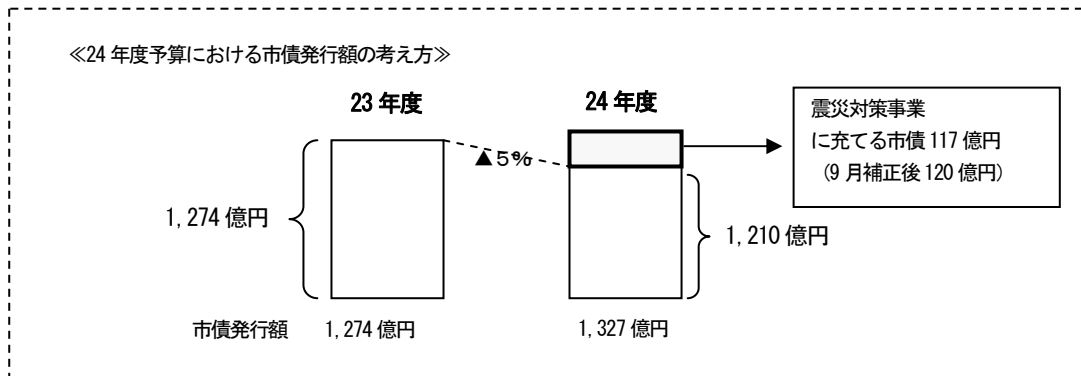 ≪24 年度予算における市債発行額の考え方≫
23 年度
24 年度
▲5%
震災対策事業
に充てる市債 117 億円
(9 月補正後 120 億円)
1,274 億円
1,210 億円
市債発行額 1,274 億円 1,327 億円